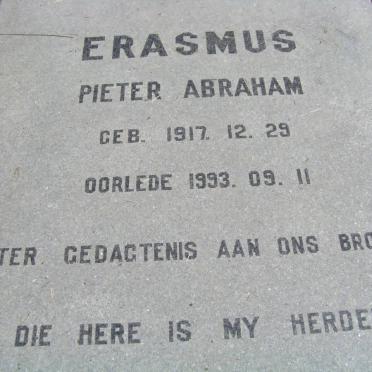 ERASMUS
PIETER ABRAHAM
GEB. 1917. 12. 29
OORLEDE 1993. 09. 11
TER GEDAGTENIS AAN ONS BRO
DIE HERE IS MY HERDE